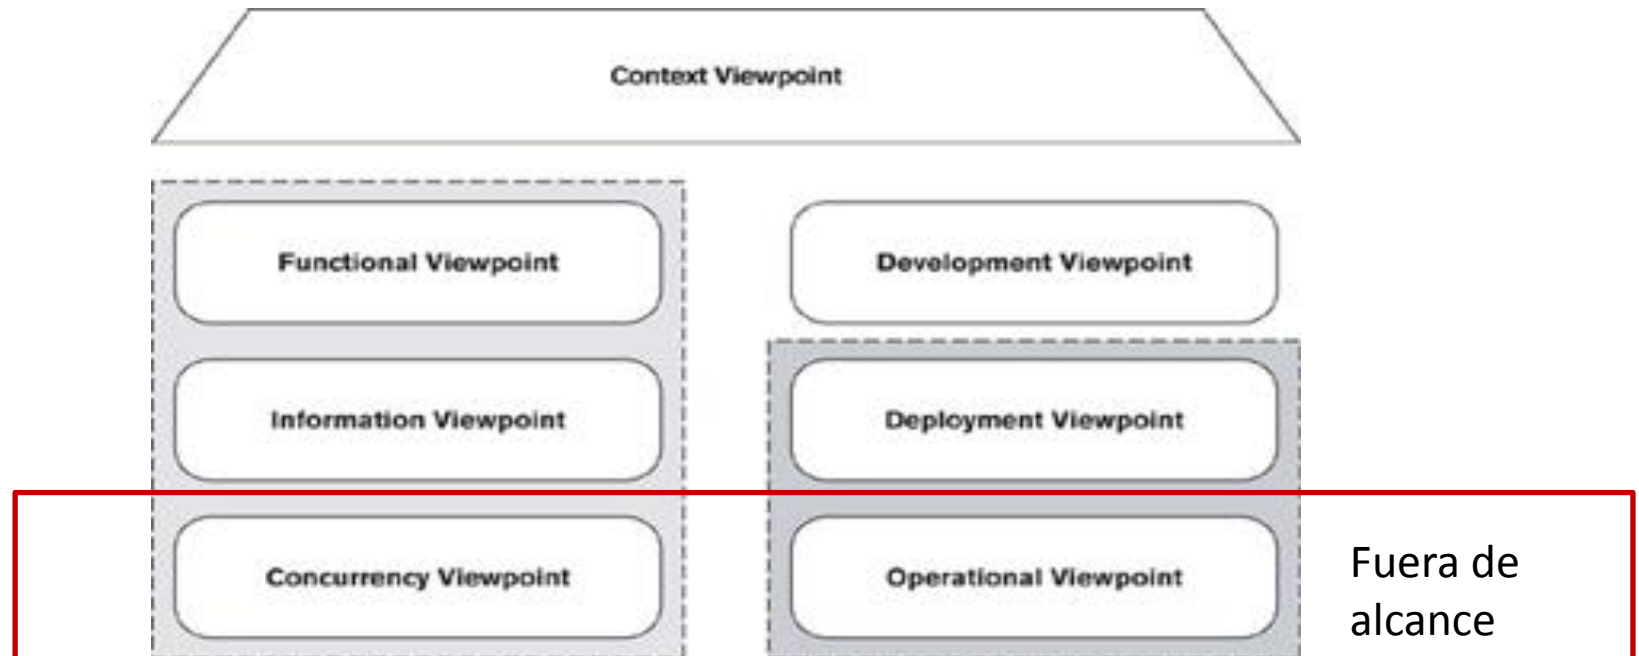 Context Viewpoint
Functional Viewpoint
Development Viewpoint
Information Viewpoint
Deployment Viewpoint
Concurrency Viewpoint
Operational Viewpoint
Fuera de
alcance